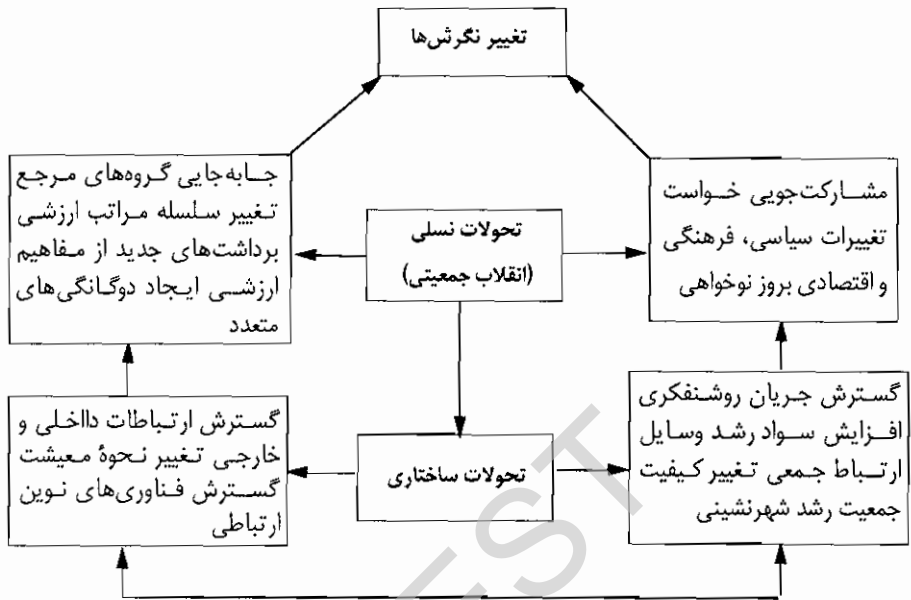 تغییر نگرش‌ها
مشارکت‌جویی خواست
تغییرات سیاسی، فرهنگی
و اقتصادی بروز نوخواهی
تحولات نسلی
(انقلاب جمعیتی)
جابه‌جایی گروه‌های مرجع
تغییر سلسله مراتب ارزشی
برداشت‌های جدید از مفاهیم
ارزشی ایجاد دوگانگی‌های
متعدد
گسترش جریان روشنفکری
افزایش سواد رشد وسایل
ارتباط جمعی تغییر کیفیت
جمعیت رشد شهرنشینی
تحولات ساختاری
گسترش ارتباطات دااخلی و
خارجی تغییر نحوهٔ معیشت
گسترش فناوری‌های نوین
ارتباطی
EST